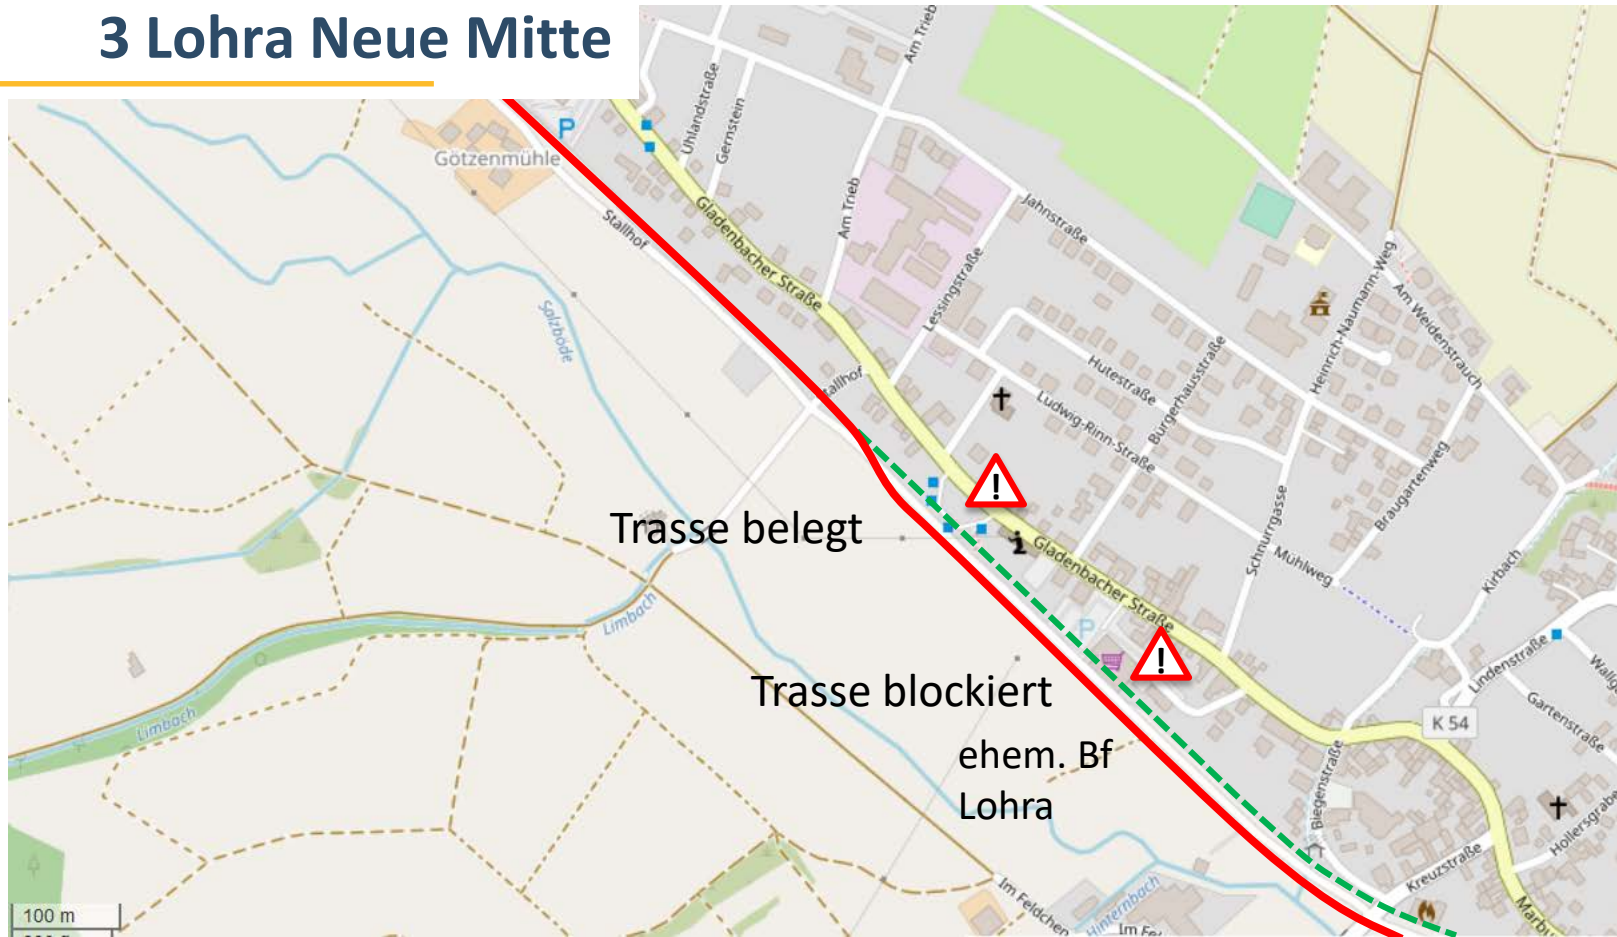 3 Lohra Neue Mitte
Am Trieb
P
Uhlandstraße
Gernstein
Götzenmühle
Stallhof
Gladenbacher Straße
Am Trieb
Jahnstraße
Lessingstraße
Heinrich-Naumann-Weg
Am Weidenstrauch
Salzböde
Hutestraße
Bürgerhausstraße
Stallhof
Ludwig-Rinn-Straße
Braugartenweg
Schnurrgasse
!
Trasse belegt
i
Gladenbacher Straße
Mühlweg
Kirbach
Limbach
P
!
Lindenstraße
Trasse blockiert
Gartenstraße
K 54
Limbach
ehem. Bf
Lohra
Biegenstraße
Hollersgrabe
Kreuzstraße
Im Feldchen
Hinternbach
100 m